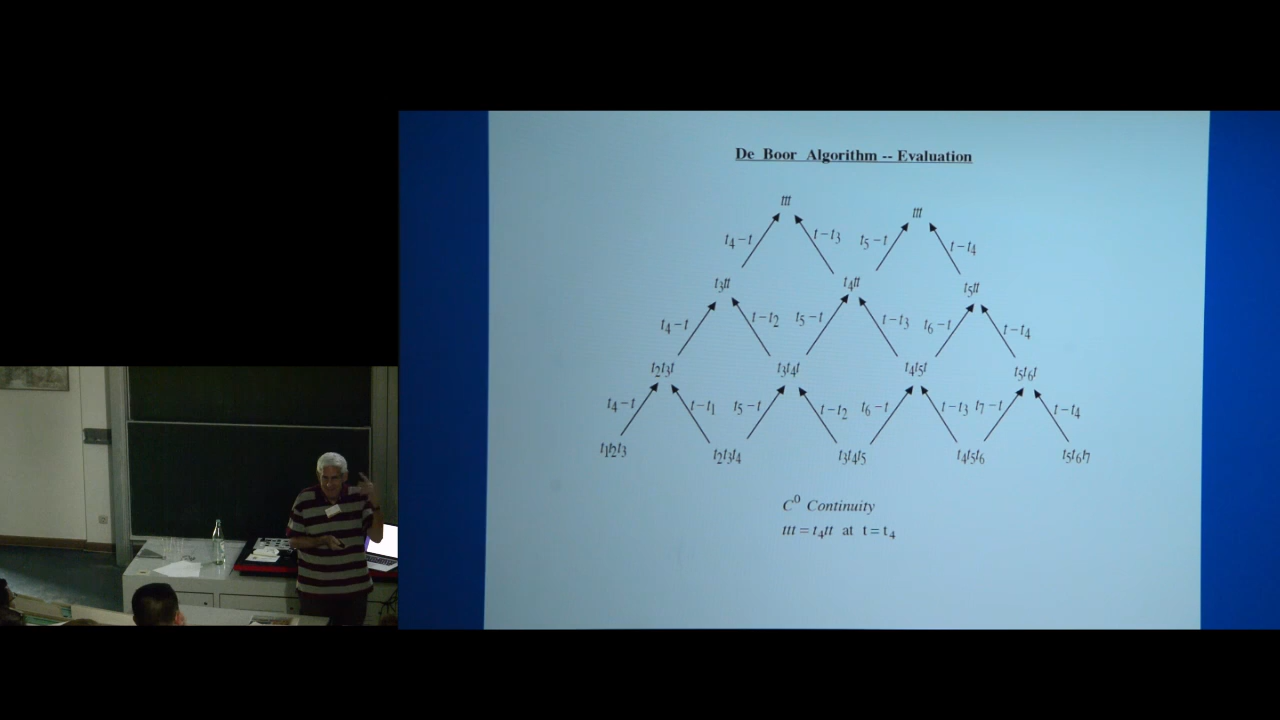 De Boor Algorithm -- Evaluation
ttt ttt
t₄−t t−t₃ t₅−t t−t₄
t₃tt t₄tt t₅tt
t₄−t t−t₂ t₅−t t−t₃ t₆−t t−t₄
t₂t₃t t₃t₄t t₄t₅t t₅t₆t
t₄−t t−t₁ t₅−t t−t₂ t₆−t t−t₃ t₇−t t−t₄
t₁t₂t₃ t₂t₃t₄ t₃t₄t₅ t₄t₅t₆ t₅t₆t₇
C⁰ Continuity
ttt = t₄tt at t = t₄